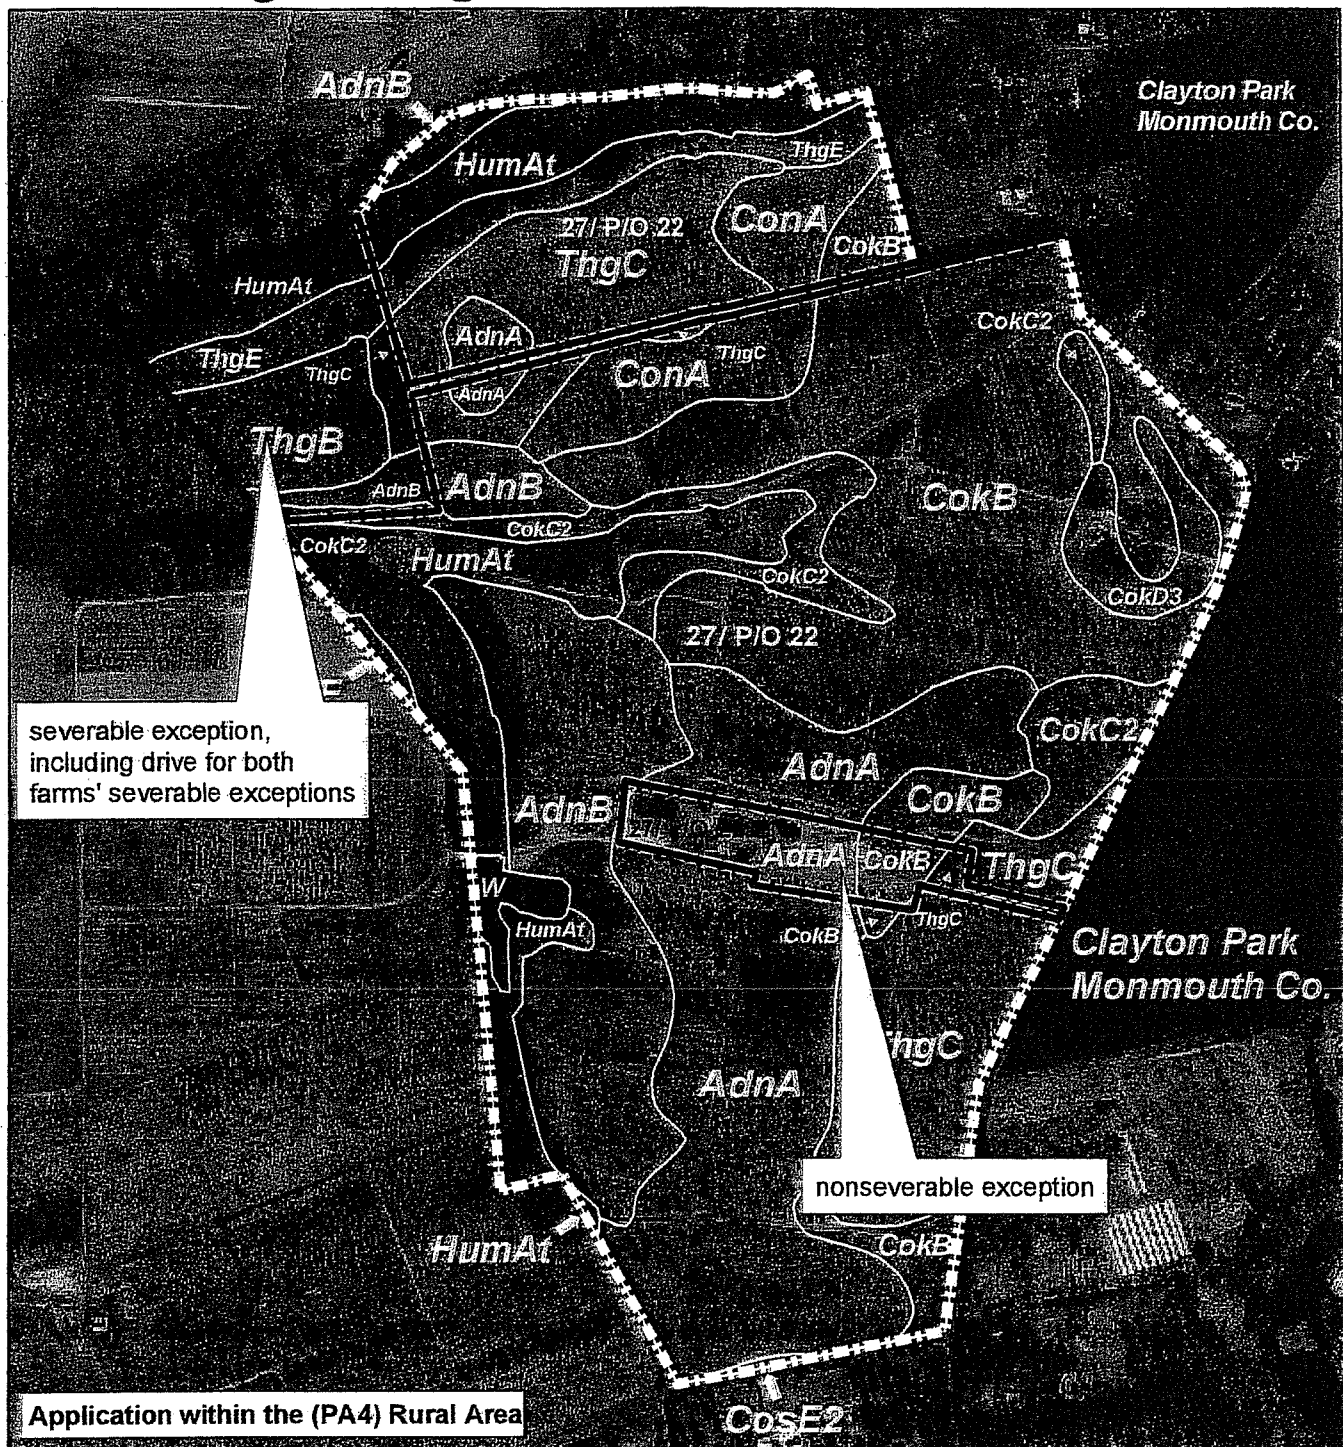 AdnB
Clayton Park
Monmouth Co.
HumAt
ThgE
ConA
27/ P/O 22
CokB
ThgC
HumAt
CokC2
AdnA
ThgE
ThgC
ThgC
ConA
AdnA
ThgB
AdnB
AdnB
CokB
CokC2
CokC2
HumAt
CokC2
CokD3
27/ P/O 22
severable exception,
including drive for both
farms' severable exceptions
CokC2
AdnA
CokB
AdnB
AdnA
CokB
ThgC
W
HumAt
CokB
ThgC
Clayton Park
Monmouth Co.
hgC
AdnA
nonseverable exception
HumAt
CokB
Application within the (PA4) Rural Area
CosE2